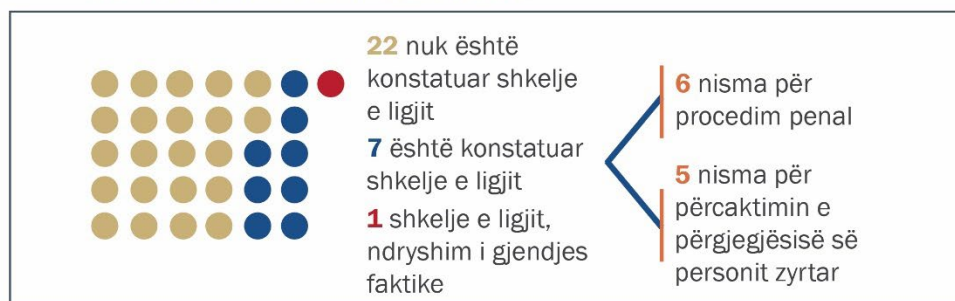 22 nuk është
konstatuar shkelje
e ligjit
7 është konstatuar
shkelje e ligjit
1 shkelje e ligjit,
ndryshim i gjendjes
faktike
6 nisma për
procedim penal
5 nisma për
përcaktimin e
përgjegjësisë së
personit zyrtar